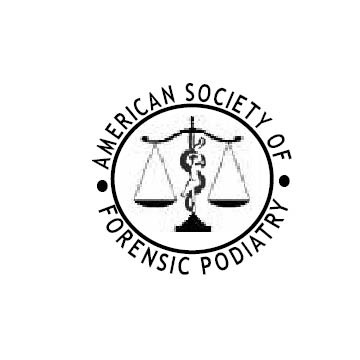 AMERICAN SOCIETY OF
FORENSIC PODIATRY